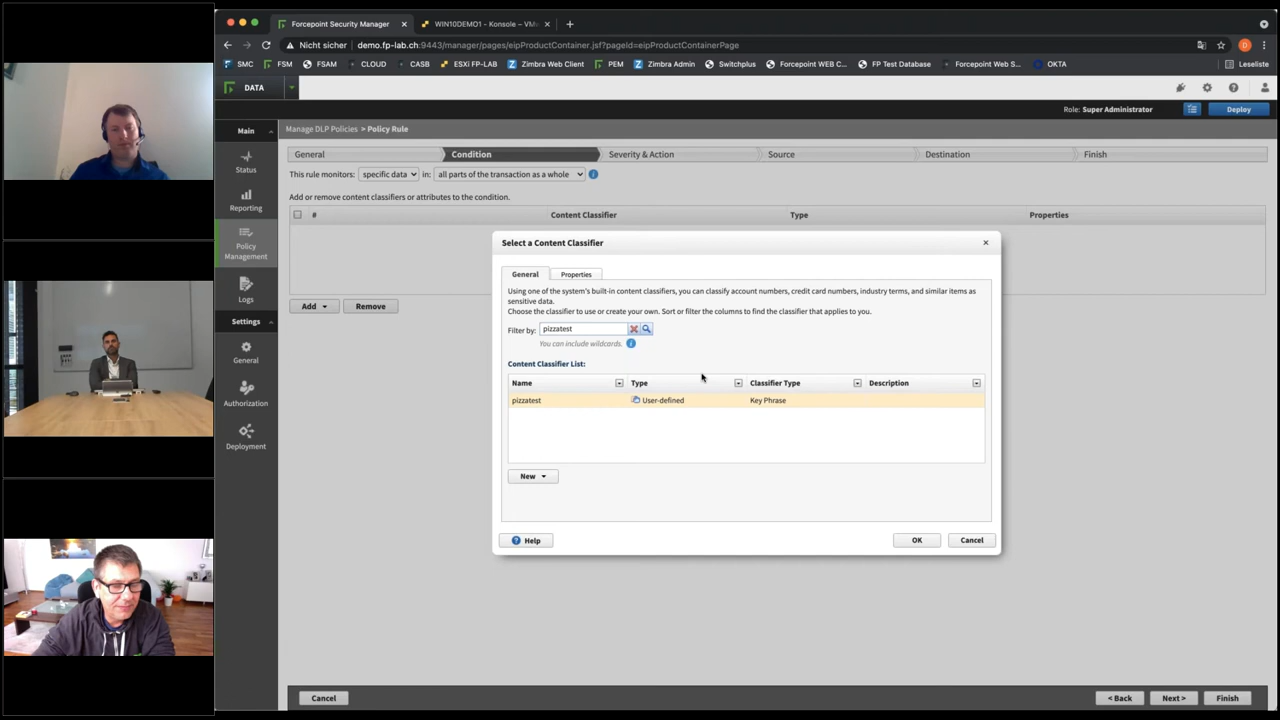 Forcepoint Security Manager
WIN10DEMO1 - Konsole – VM
Nicht sicher demo.fp-lab.ch:9443/manager/pages/eipProductContainer.jsf?pageId=eipProductContainerPage
SMC FSM FSAM CLOUD CASB ESXi FP-LAB Zimbra Web Client PEM Zimbra Admin Switchplus Forcepoint WEB C... FP Test Database Forcepoint Web S... OKTA Leseliste
DATA
Role: Super Administrator Deploy
Main
Status
Reporting
Policy
Management
Logs
Settings
General
Authorization
Deployment
Manage DLP Policies > Policy Rule
General Condition Severity & Action Source Destination Finish
This rule monitors: specific data in: all parts of the transaction as a whole
Add or remove content classifiers or attributes to the condition.
# Content Classifier Type Properties
Add Remove
Select a Content Classifier
General Properties
Using one of the system's built-in content classifiers, you can classify account numbers, credit card numbers, industry terms, and similar items as
sensitive data.
Choose the classifier to use or create your own. Sort or filter the columns to find the classifier that applies to you.
Filter by: pizzatest
You can include wildcards.
Content Classifier List:
Name Type Classifier Type Description
pizzatest User-defined Key Phrase
New
Help OK Cancel
Cancel < Back Next > Finish